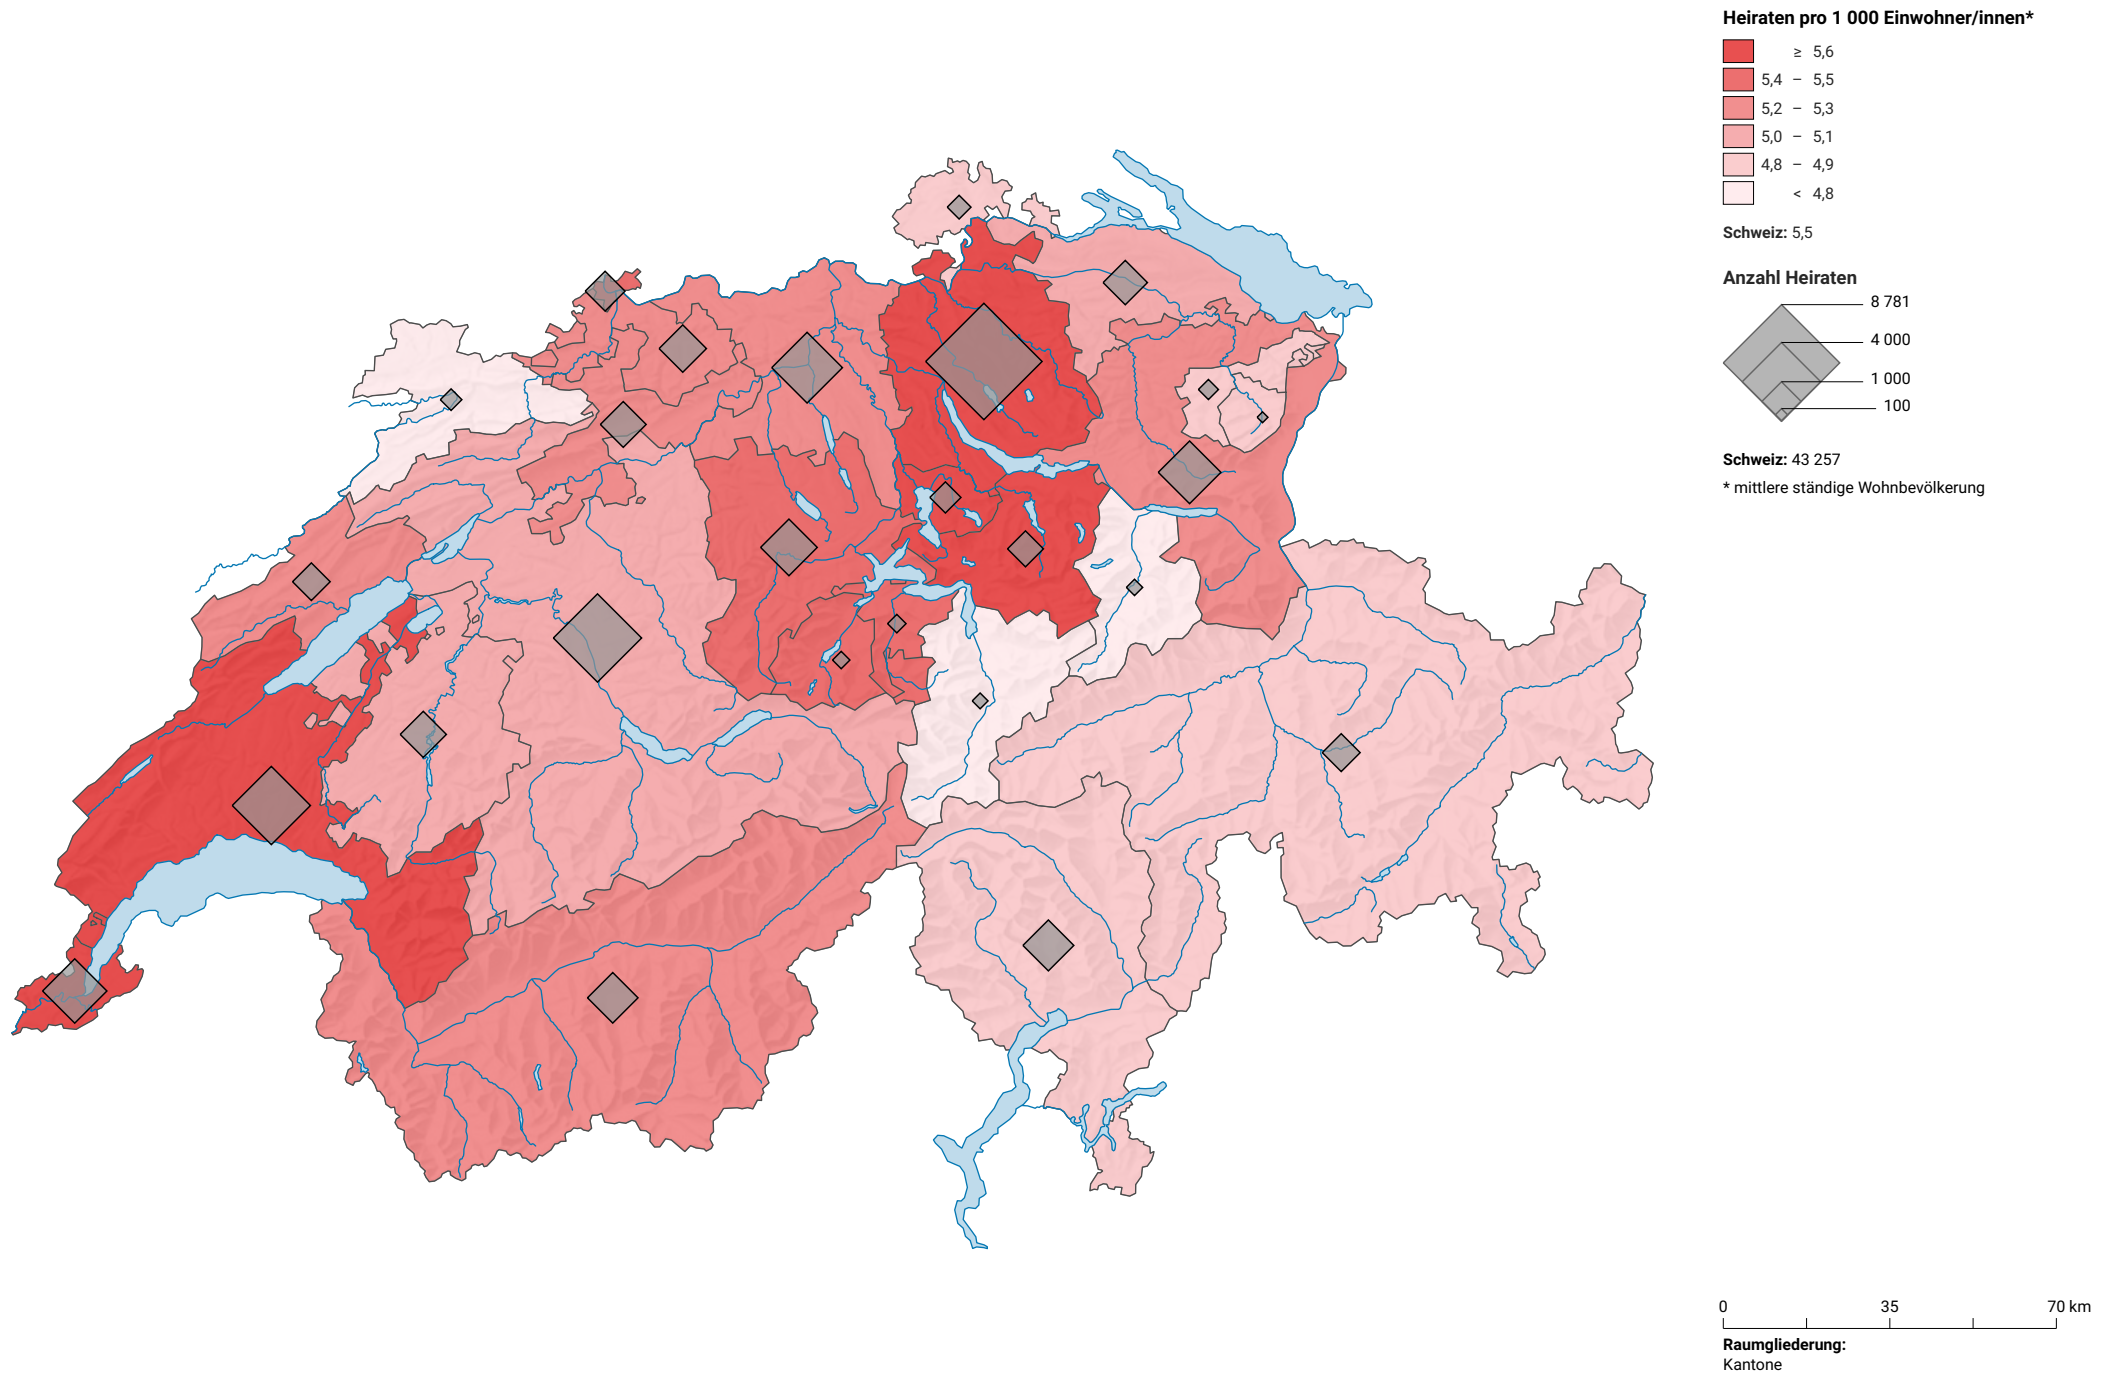 Heiraten pro 1 000 Einwohner/innen*
≥ 5,6
5,4 – 5,5
5,2 – 5,3
5,0 – 5,1
4,8 – 4,9
< 4,8
Schweiz: 5,5
Anzahl Heiraten
8 781
4 000
1 000
100
Schweiz: 43 257
* mittlere ständige Wohnbevölkerung
0 35 70 km
Raumgliederung:
Kantone